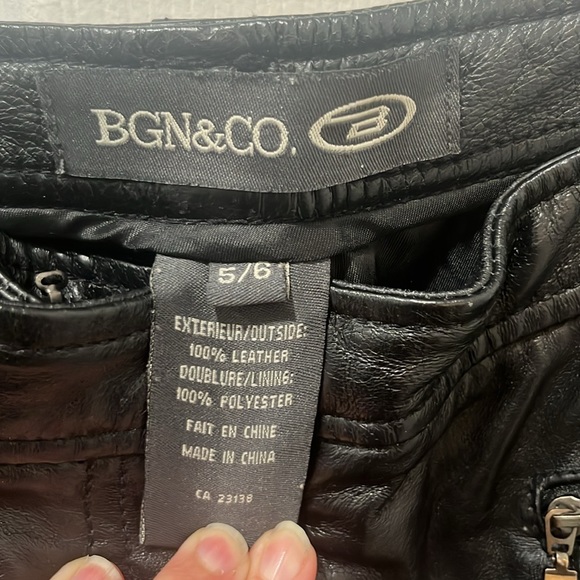 BGN&CO. B
5/6
EXTERIEUR/OUTSIDE:
100% LEATHER
DOUBLURE/LINING:
100% POLYESTER
FAIT EN CHINE
MADE IN CHINA
CA 23138